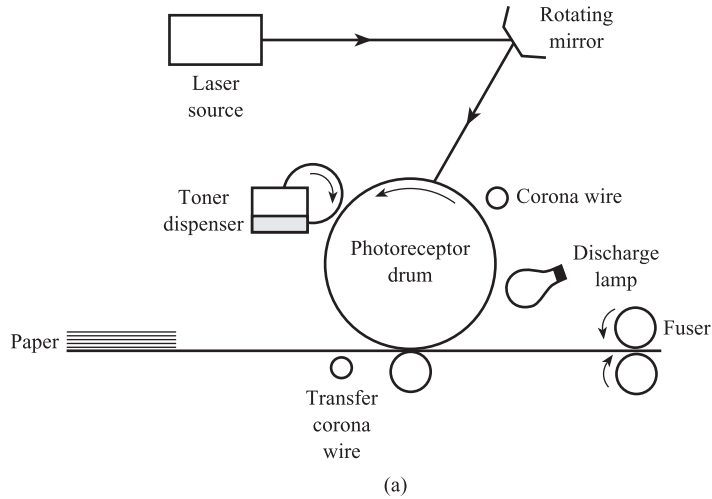 Rotating
mirror
Laser
source
Toner
dispenser
Corona wire
Photoreceptor
drum
Discharge
lamp
Paper
Fuser
Transfer
corona
wire
(a)